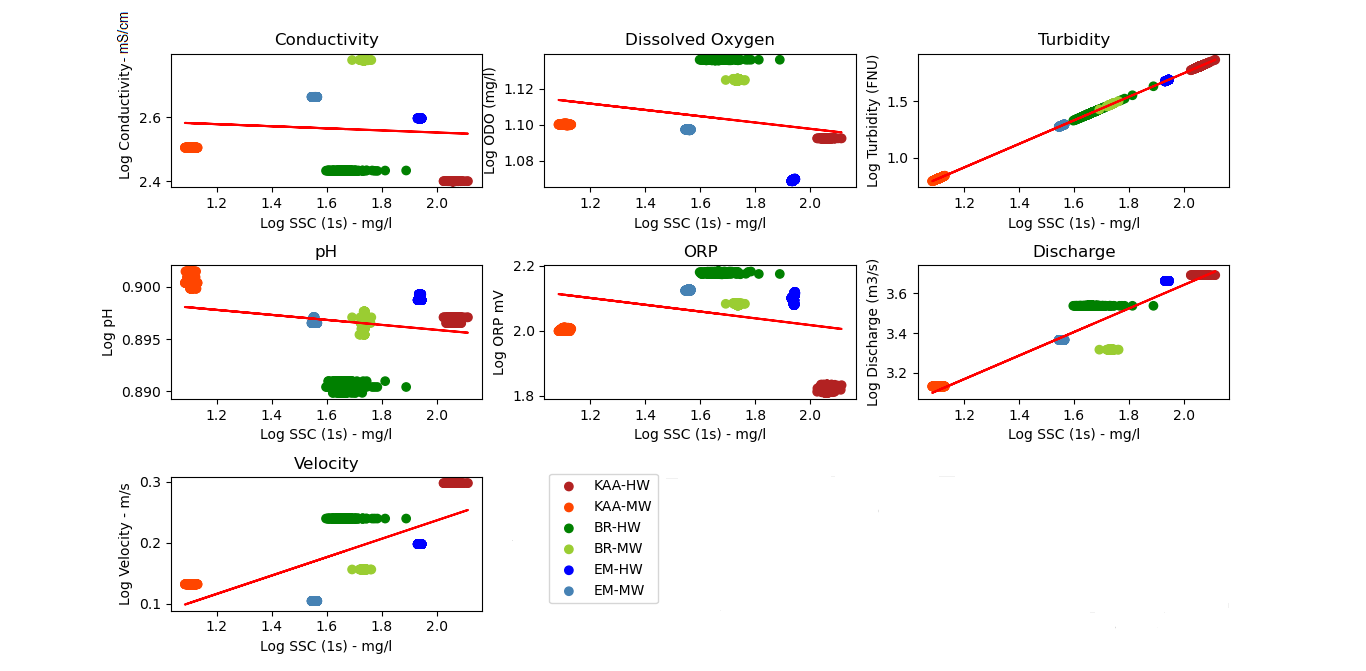 Conductivity
Log Conductivity- mS/cm
2.6
2.4
1.2 1.4 1.6 1.8 2.0
Log SSC (1s) - mg/l
Dissolved Oxygen
Log ODO (mg/l)
1.12
1.10
1.08
1.2 1.4 1.6 1.8 2.0
Log SSC (1s) - mg/l
Turbidity
Log Turbidity (FNU)
1.5
1.0
1.2 1.4 1.6 1.8 2.0
Log SSC (1s) - mg/l
pH
Log pH
0.900
0.895
0.890
1.2 1.4 1.6 1.8 2.0
Log SSC (1s) - mg/l
ORP
Log ORP mV
2.2
2.0
1.8
1.2 1.4 1.6 1.8 2.0
Log SSC (1s) - mg/l
Discharge
Log Discharge (m3/s)
3.6
3.4
3.2
1.2 1.4 1.6 1.8 2.0
Log SSC (1s) - mg/l
Velocity
Log Velocity - m/s
0.3
0.2
0.1
1.2 1.4 1.6 1.8 2.0
Log SSC (1s) - mg/l
KAA-HW
KAA-MW
BR-HW
BR-MW
EM-HW
EM-MW